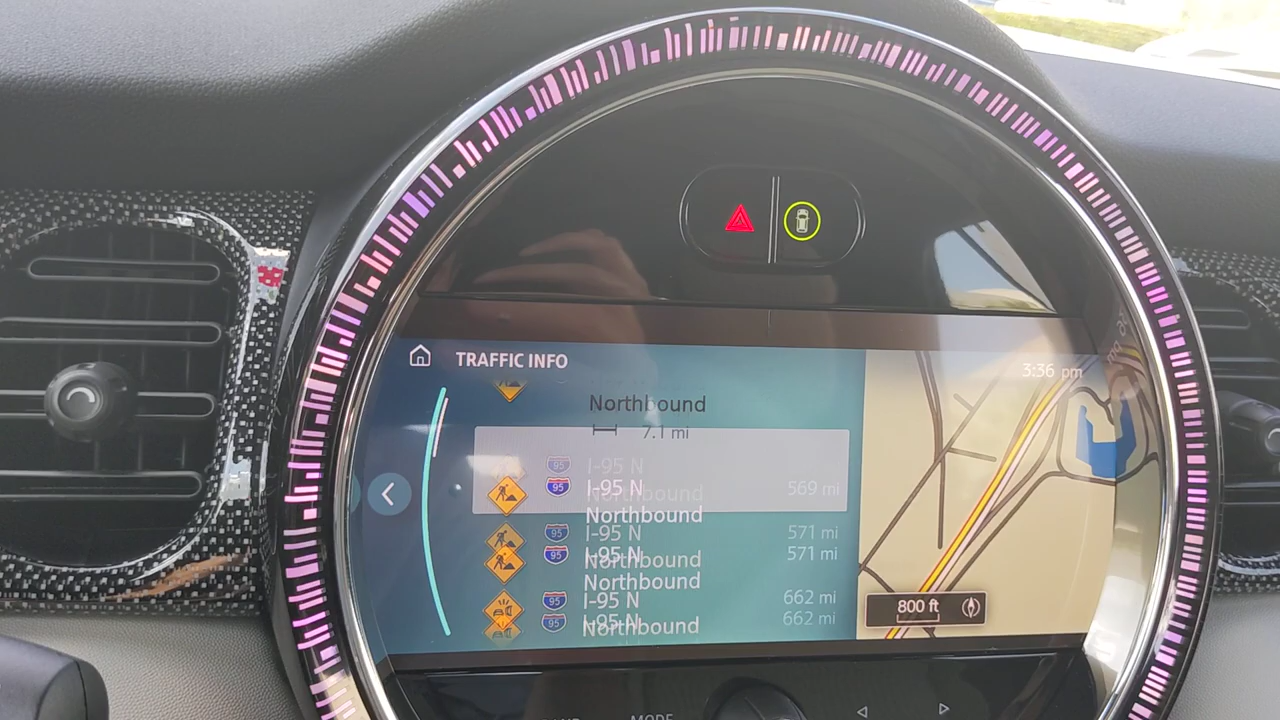 TRAFFIC INFO
3:36 pm
Northbound
7.1 mi
95 I-95 N
95 I-95 N 569 mi
Northbound
Northbound
95 I-95 N 571 mi
95 I-95 N 571 mi
Northbound
Northbound
95 I-95 N 662 mi
95 I-95 N 662 mi
Northbound
800 ft
MODE